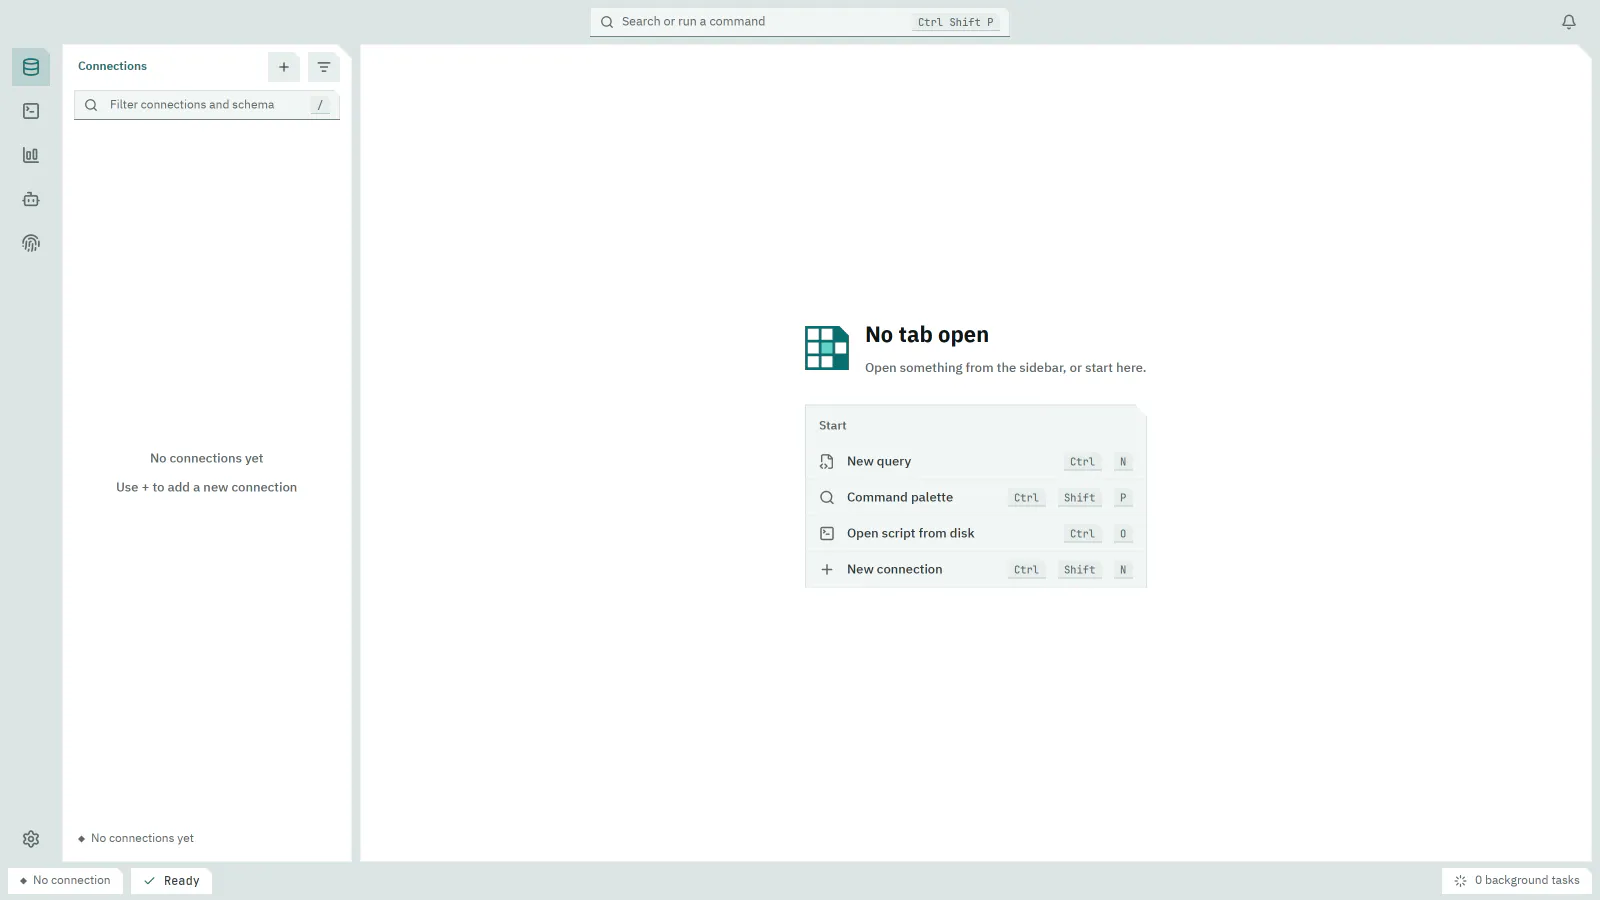 Search or run a command Ctrl Shift P
Connections
Filter connections and schema /
No connections yet
Use + to add a new connection
No connections yet
No tab open
Open something from the sidebar, or start here.
Start
New query Ctrl N
Command palette Ctrl Shift P
Open script from disk Ctrl O
New connection Ctrl Shift N
No connection
Ready
0 background tasks